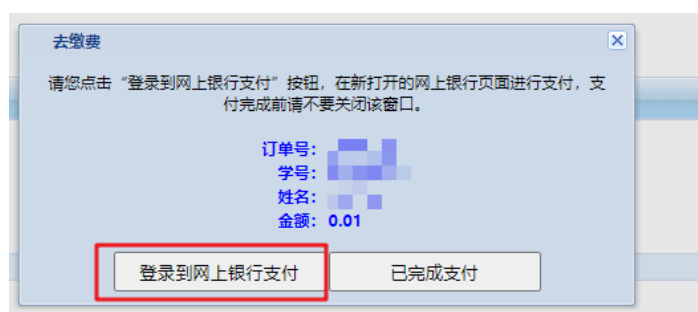 去缴费
请您点击“登录到网上银行支付”按钮，在新打开的网上银行页面进行支付，支
付完成前请不要关闭该窗口。
订单号：
学号：
姓名：
金额：0.01
登录到网上银行支付
已完成支付